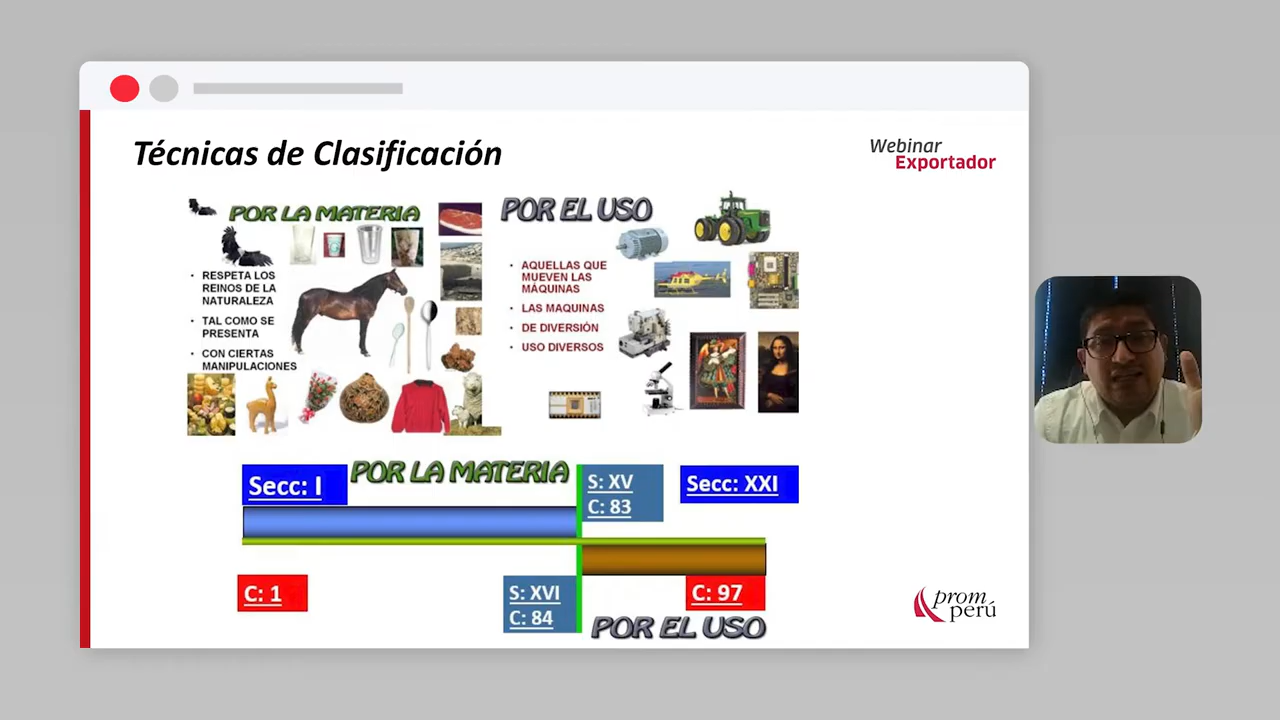 Técnicas de Clasificación
Webinar
Exportador
POR LA MATERIA
• RESPETA LOS
REINOS DE LA
NATURALEZA
• TAL COMO SE
PRESENTA
• CON CIERTAS
MANIPULACIONES
POR EL USO
• AQUELLAS QUE
MUEVEN LAS
MÁQUINAS
• LAS MAQUINAS
• DE DIVERSIÓN
• USO DIVERSOS
Secc: I
POR LA MATERIA
S: XV
C: 83
Secc: XXI
C: 1
S: XVI
C: 84
C: 97
POR EL USO
prom
perú